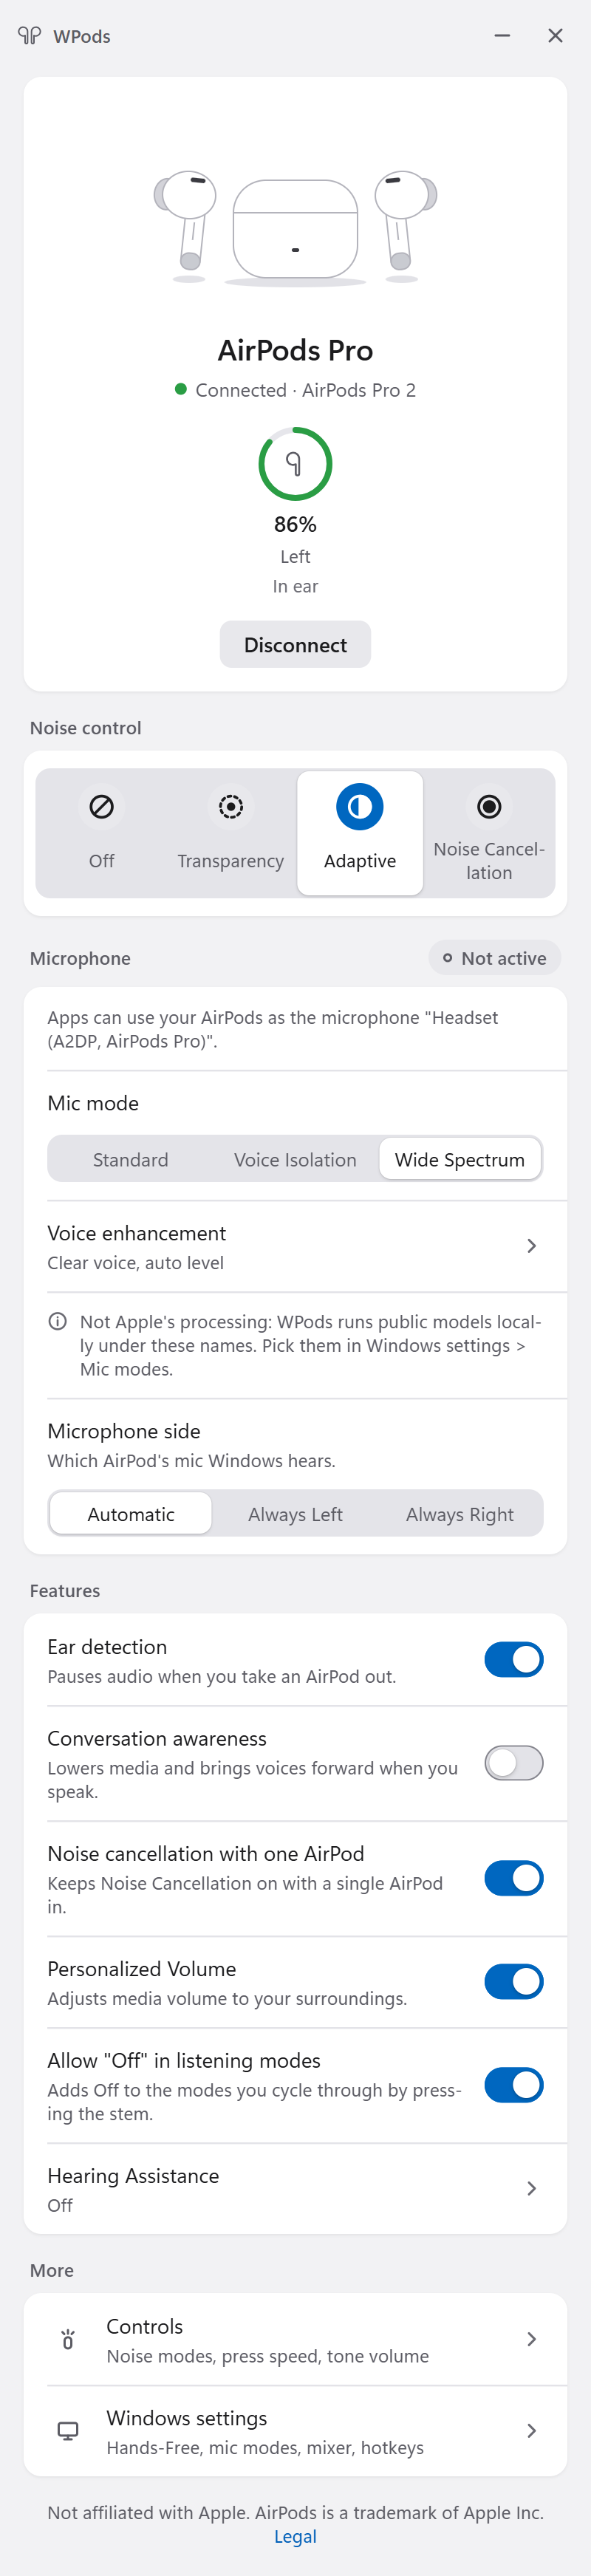 WPods
AirPods Pro
Connected · AirPods Pro 2
86%
Left
In ear
Disconnect
Noise control
Off
Transparency
Adaptive
Noise Cancel-
lation
Microphone
Not active
Apps can use your AirPods as the microphone "Headset
(A2DP, AirPods Pro)".
Mic mode
Standard
Voice Isolation
Wide Spectrum
Voice enhancement
Clear voice, auto level
Not Apple's processing: WPods runs public models local-
ly under these names. Pick them in Windows settings >
Mic modes.
Microphone side
Which AirPod's mic Windows hears.
Automatic
Always Left
Always Right
Features
Ear detection
Pauses audio when you take an AirPod out.
Conversation awareness
Lowers media and brings voices forward when you
speak.
Noise cancellation with one AirPod
Keeps Noise Cancellation on with a single AirPod
in.
Personalized Volume
Adjusts media volume to your surroundings.
Allow "Off" in listening modes
Adds Off to the modes you cycle through by press-
ing the stem.
Hearing Assistance
Off
More
Controls
Noise modes, press speed, tone volume
Windows settings
Hands-Free, mic modes, mixer, hotkeys
Not affiliated with Apple. AirPods is a trademark of Apple Inc.
Legal